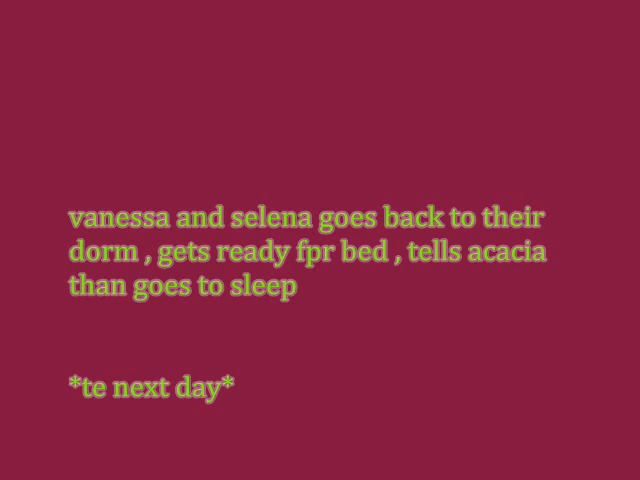 vanessa and selena goes back to their
dorm , gets ready fpr bed , tells acacia
than goes to sleep
*te next day*